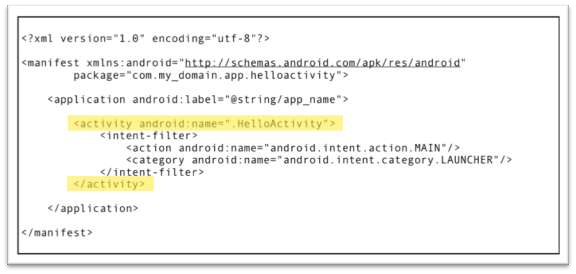 <?xml version="1.0" encoding="utf-8"?>
<manifest xmlns:android="http://schemas.android.com/apk/res/android"
package="com.my_domain.app.helloactivity">
<application android:label="@string/app_name">
<activity android:name=".HelloActivity">
<intent-filter>
<action android:name="android.intent.action.MAIN"/>
<category android:name="android.intent.category.LAUNCHER"/>
</intent-filter>
</activity>
</application>
</manifest>